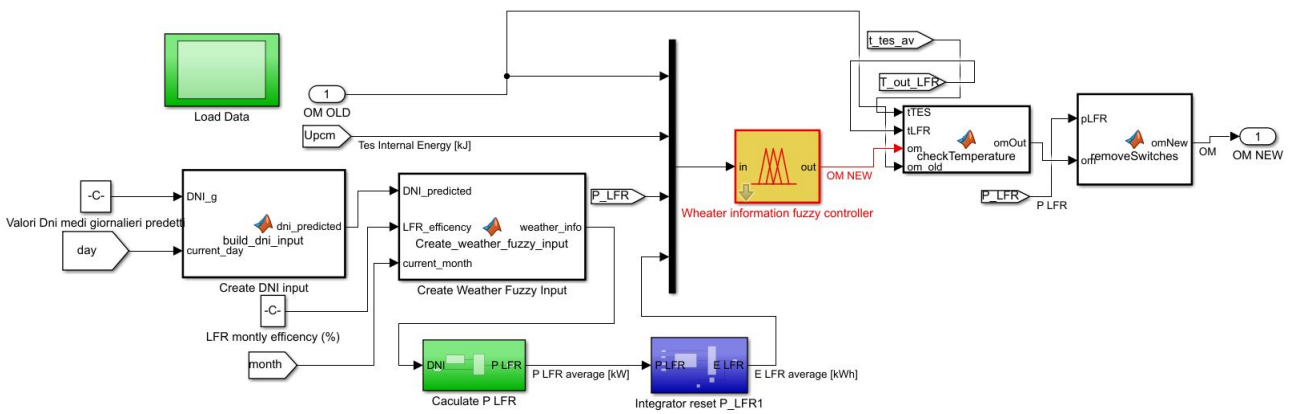 Load Data
1
OM OLD
Upcm
Tes Internal Energy [kJ]
-C-
Valori Dni medi giornalieri predetti
day
DNI_g
current_day
dni_predicted
build_dni_input
Create DNI input
-C-
LFR montly efficency (%)
month
DNI_predicted
LFR_efficency
current_month
weather_info
Create_weather_fuzzy_input
Create Weather Fuzzy Input
DNI
P LFR
Caculate P LFR
P LFR average [kW]
P LFR
E LFR
Integrator reset P_LFR1
E LFR average [kWh]
P_LFR
in
out
Wheater information fuzzy controller
OM NEW
t_tes_av
T_out_LFR
tTES
tLFR
om
om_old
omOut
checkTemperature
P_LFR
P LFR
pLFR
om
omNew
removeSwitches
OM
1
OM NEW